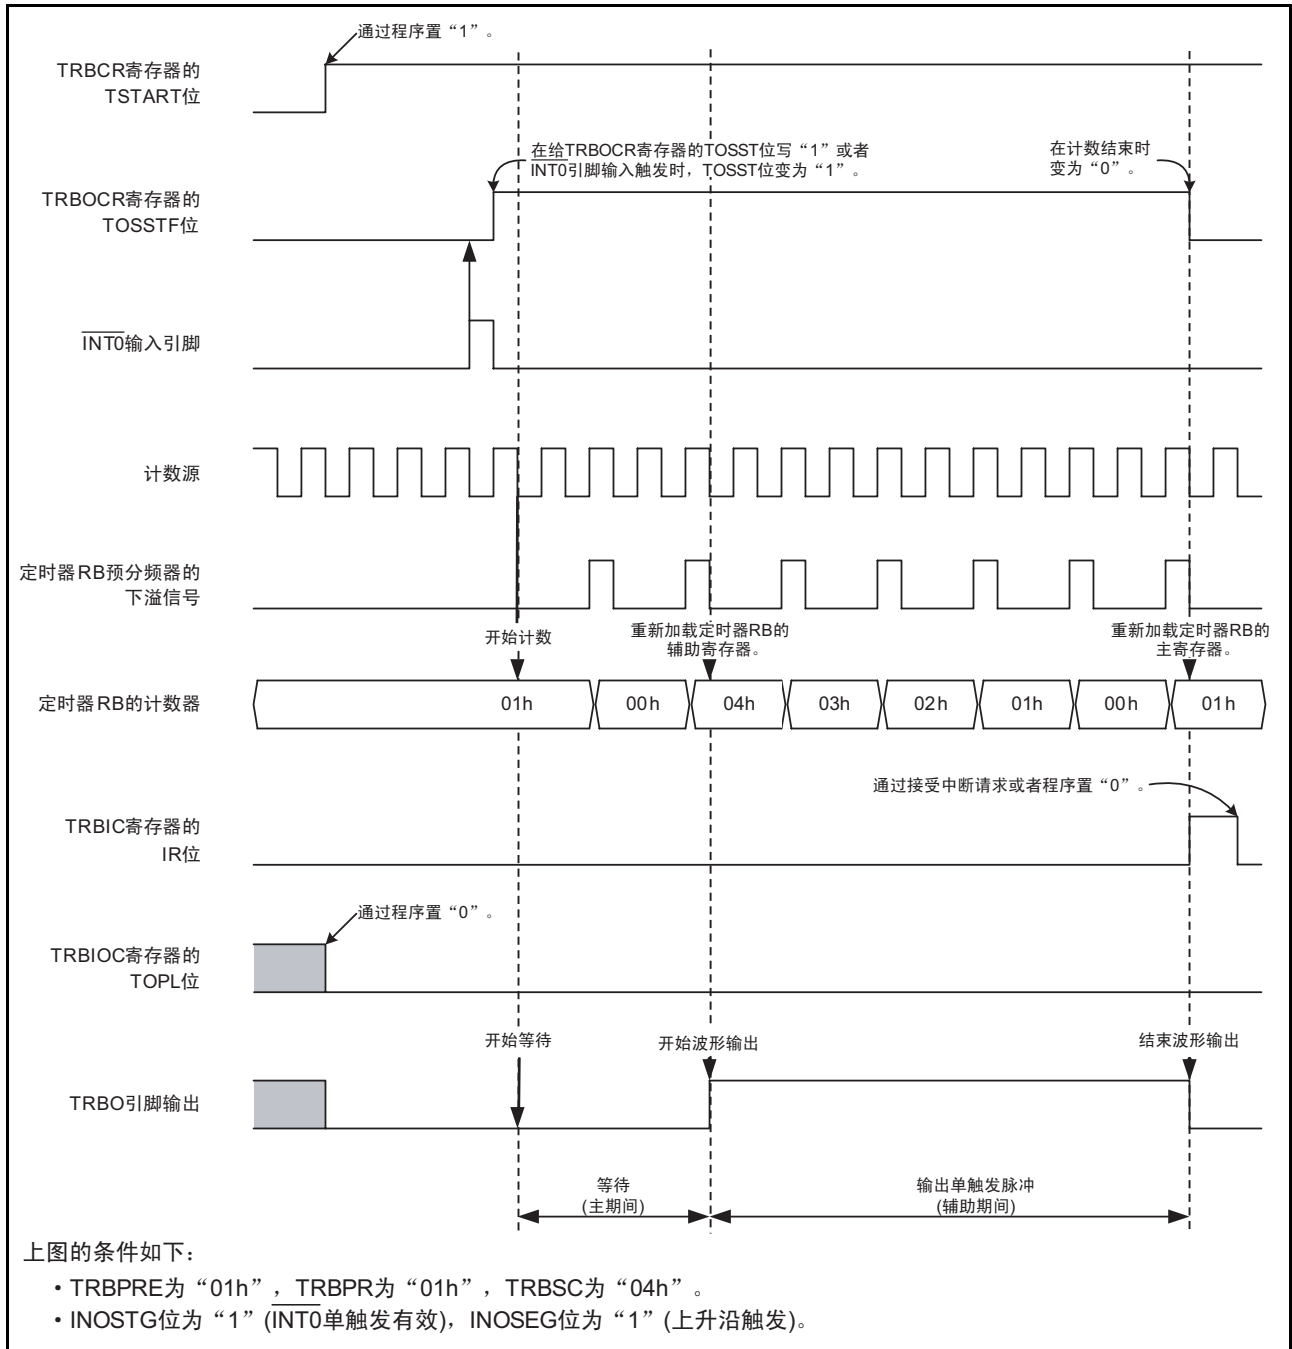 通过程序置“1”。
TRBCR寄存器的
TSTART位
在给TRBOCR寄存器的TOSST位写“1”或者
INT0引脚输入触发时，TOSST位变为“1”。
在计数结束时
变为“0”。
TRBOCR寄存器的
TOSSTF位
INT0输入引脚
计数源
定时器RB预分频器的
下溢信号
开始计数
重新加载定时器RB的
辅助寄存器。
重新加载定时器RB的
主寄存器。
定时器RB的计数器
01h
00h
04h
03h
02h
01h
00h
01h
通过接受中断请求或者程序置“0”。
TRBIC寄存器的
IR位
通过程序置“0”。
TRBIOC寄存器的
TOPL位
开始等待
开始波形输出
结束波形输出
TRBO引脚输出
等待
(主期间)
输出单触发脉冲
(辅助期间)
上图的条件如下：
・TRBPRE为“01h”，TRBPR为“01h”，TRBSC为“04h”。
・INOSTG位为“1”(INT0单触发有效)，INOSEG位为“1”(上升沿触发)。